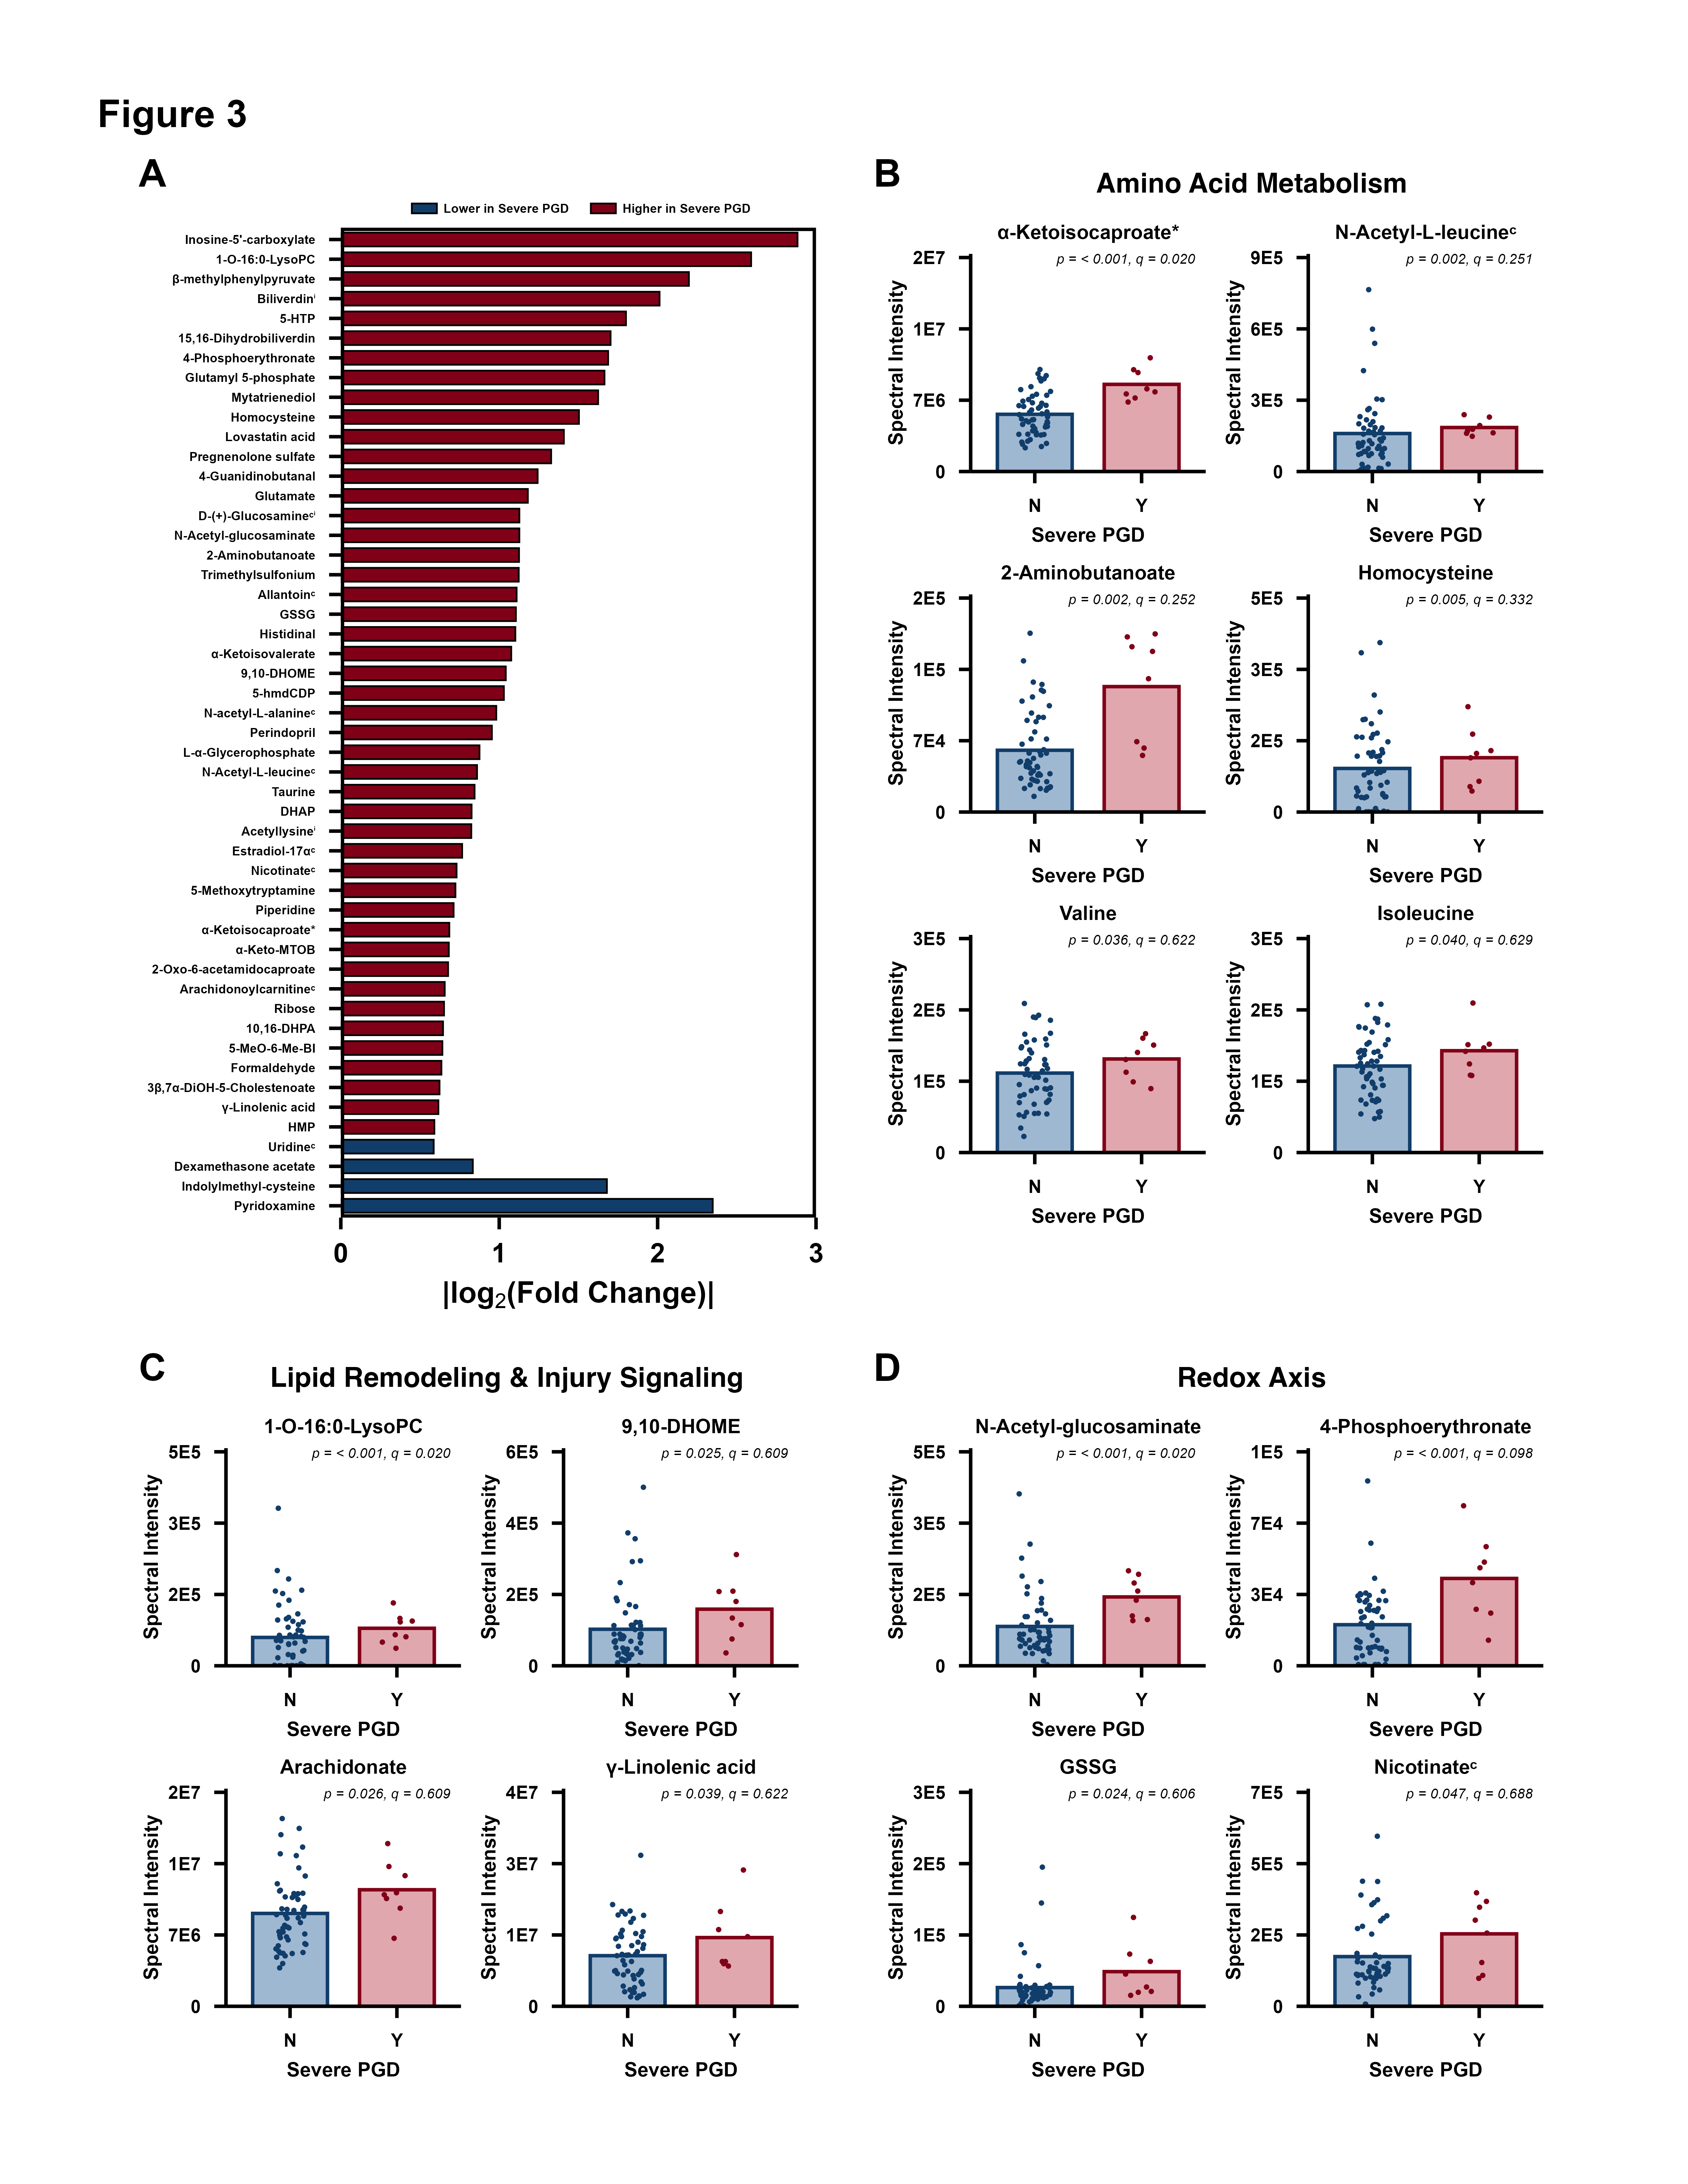 Figure 3
A
Lower in Severe PGD
Higher in Severe PGD
Inosine-5'-carboxylate
1-O-16:0-LysoPC
β-methylphenylpyruvate
Biliverdinⁱ
5-HTP
15,16-Dihydrobiliverdin
4-Phosphoerythronate
Glutamyl 5-phosphate
Mytatrienediol
Homocysteine
Lovastatin acid
Pregnenolone sulfate
4-Guanidinobutanal
Glutamate
D-(+)-Glucosamineᶜⁱ
N-Acetyl-glucosaminate
2-Aminobutanoate
Trimethylsulfonium
Allantoinᶜ
GSSG
Histidinal
α-Ketoisovalerate
9,10-DHOME
5-hmdCDP
N-acetyl-L-alanineᶜ
Perindopril
L-α-Glycerophosphate
N-Acetyl-L-leucineᶜ
Taurine
DHAP
Acetyllysineⁱ
Estradiol-17αᶜ
Nicotinateᶜ
5-Methoxytryptamine
Piperidine
α-Ketoisocaproate*
α-Keto-MTOB
2-Oxo-6-acetamidocaproate
Arachidonoylcarnitineᶜ
Ribose
10,16-DHPA
5-MeO-6-Me-BI
Formaldehyde
3β,7α-DiOH-5-Cholestenoate
γ-Linolenic acid
HMP
Uridineᶜ
Dexamethasone acetate
Indolylmethyl-cysteine
Pyridoxamine
0 1 2 3
|log₂(Fold Change)|
B
Amino Acid Metabolism
α-Ketoisocaproate*
p = < 0.001, q = 0.020
Spectral Intensity
2E7
1E7
7E6
0
N Y
Severe PGD
N-Acetyl-L-leucineᶜ
p = 0.002, q = 0.251
Spectral Intensity
9E5
6E5
3E5
0
N Y
Severe PGD
2-Aminobutanoate
p = 0.002, q = 0.252
Spectral Intensity
2E5
1E5
7E4
0
N Y
Severe PGD
Homocysteine
p = 0.005, q = 0.332
Spectral Intensity
5E5
3E5
2E5
0
N Y
Severe PGD
Valine
p = 0.036, q = 0.622
Spectral Intensity
3E5
2E5
1E5
0
N Y
Severe PGD
Isoleucine
p = 0.040, q = 0.629
Spectral Intensity
3E5
2E5
1E5
0
N Y
Severe PGD
C
Lipid Remodeling & Injury Signaling
1-O-16:0-LysoPC
p = < 0.001, q = 0.020
Spectral Intensity
5E5
3E5
2E5
0
N Y
Severe PGD
9,10-DHOME
p = 0.025, q = 0.609
Spectral Intensity
6E5
4E5
2E5
0
N Y
Severe PGD
Arachidonate
p = 0.026, q = 0.609
Spectral Intensity
2E7
1E7
7E6
0
N Y
Severe PGD
γ-Linolenic acid
p = 0.039, q = 0.622
Spectral Intensity
4E7
3E7
1E7
0
N Y
Severe PGD
D
Redox Axis
N-Acetyl-glucosaminate
p = < 0.001, q = 0.020
Spectral Intensity
5E5
3E5
2E5
0
N Y
Severe PGD
4-Phosphoerythronate
p = < 0.001, q = 0.098
Spectral Intensity
1E5
7E4
3E4
0
N Y
Severe PGD
GSSG
p = 0.024, q = 0.606
Spectral Intensity
3E5
2E5
1E5
0
N Y
Severe PGD
Nicotinateᶜ
p = 0.047, q = 0.688
Spectral Intensity
7E5
5E5
2E5
0
N Y
Severe PGD